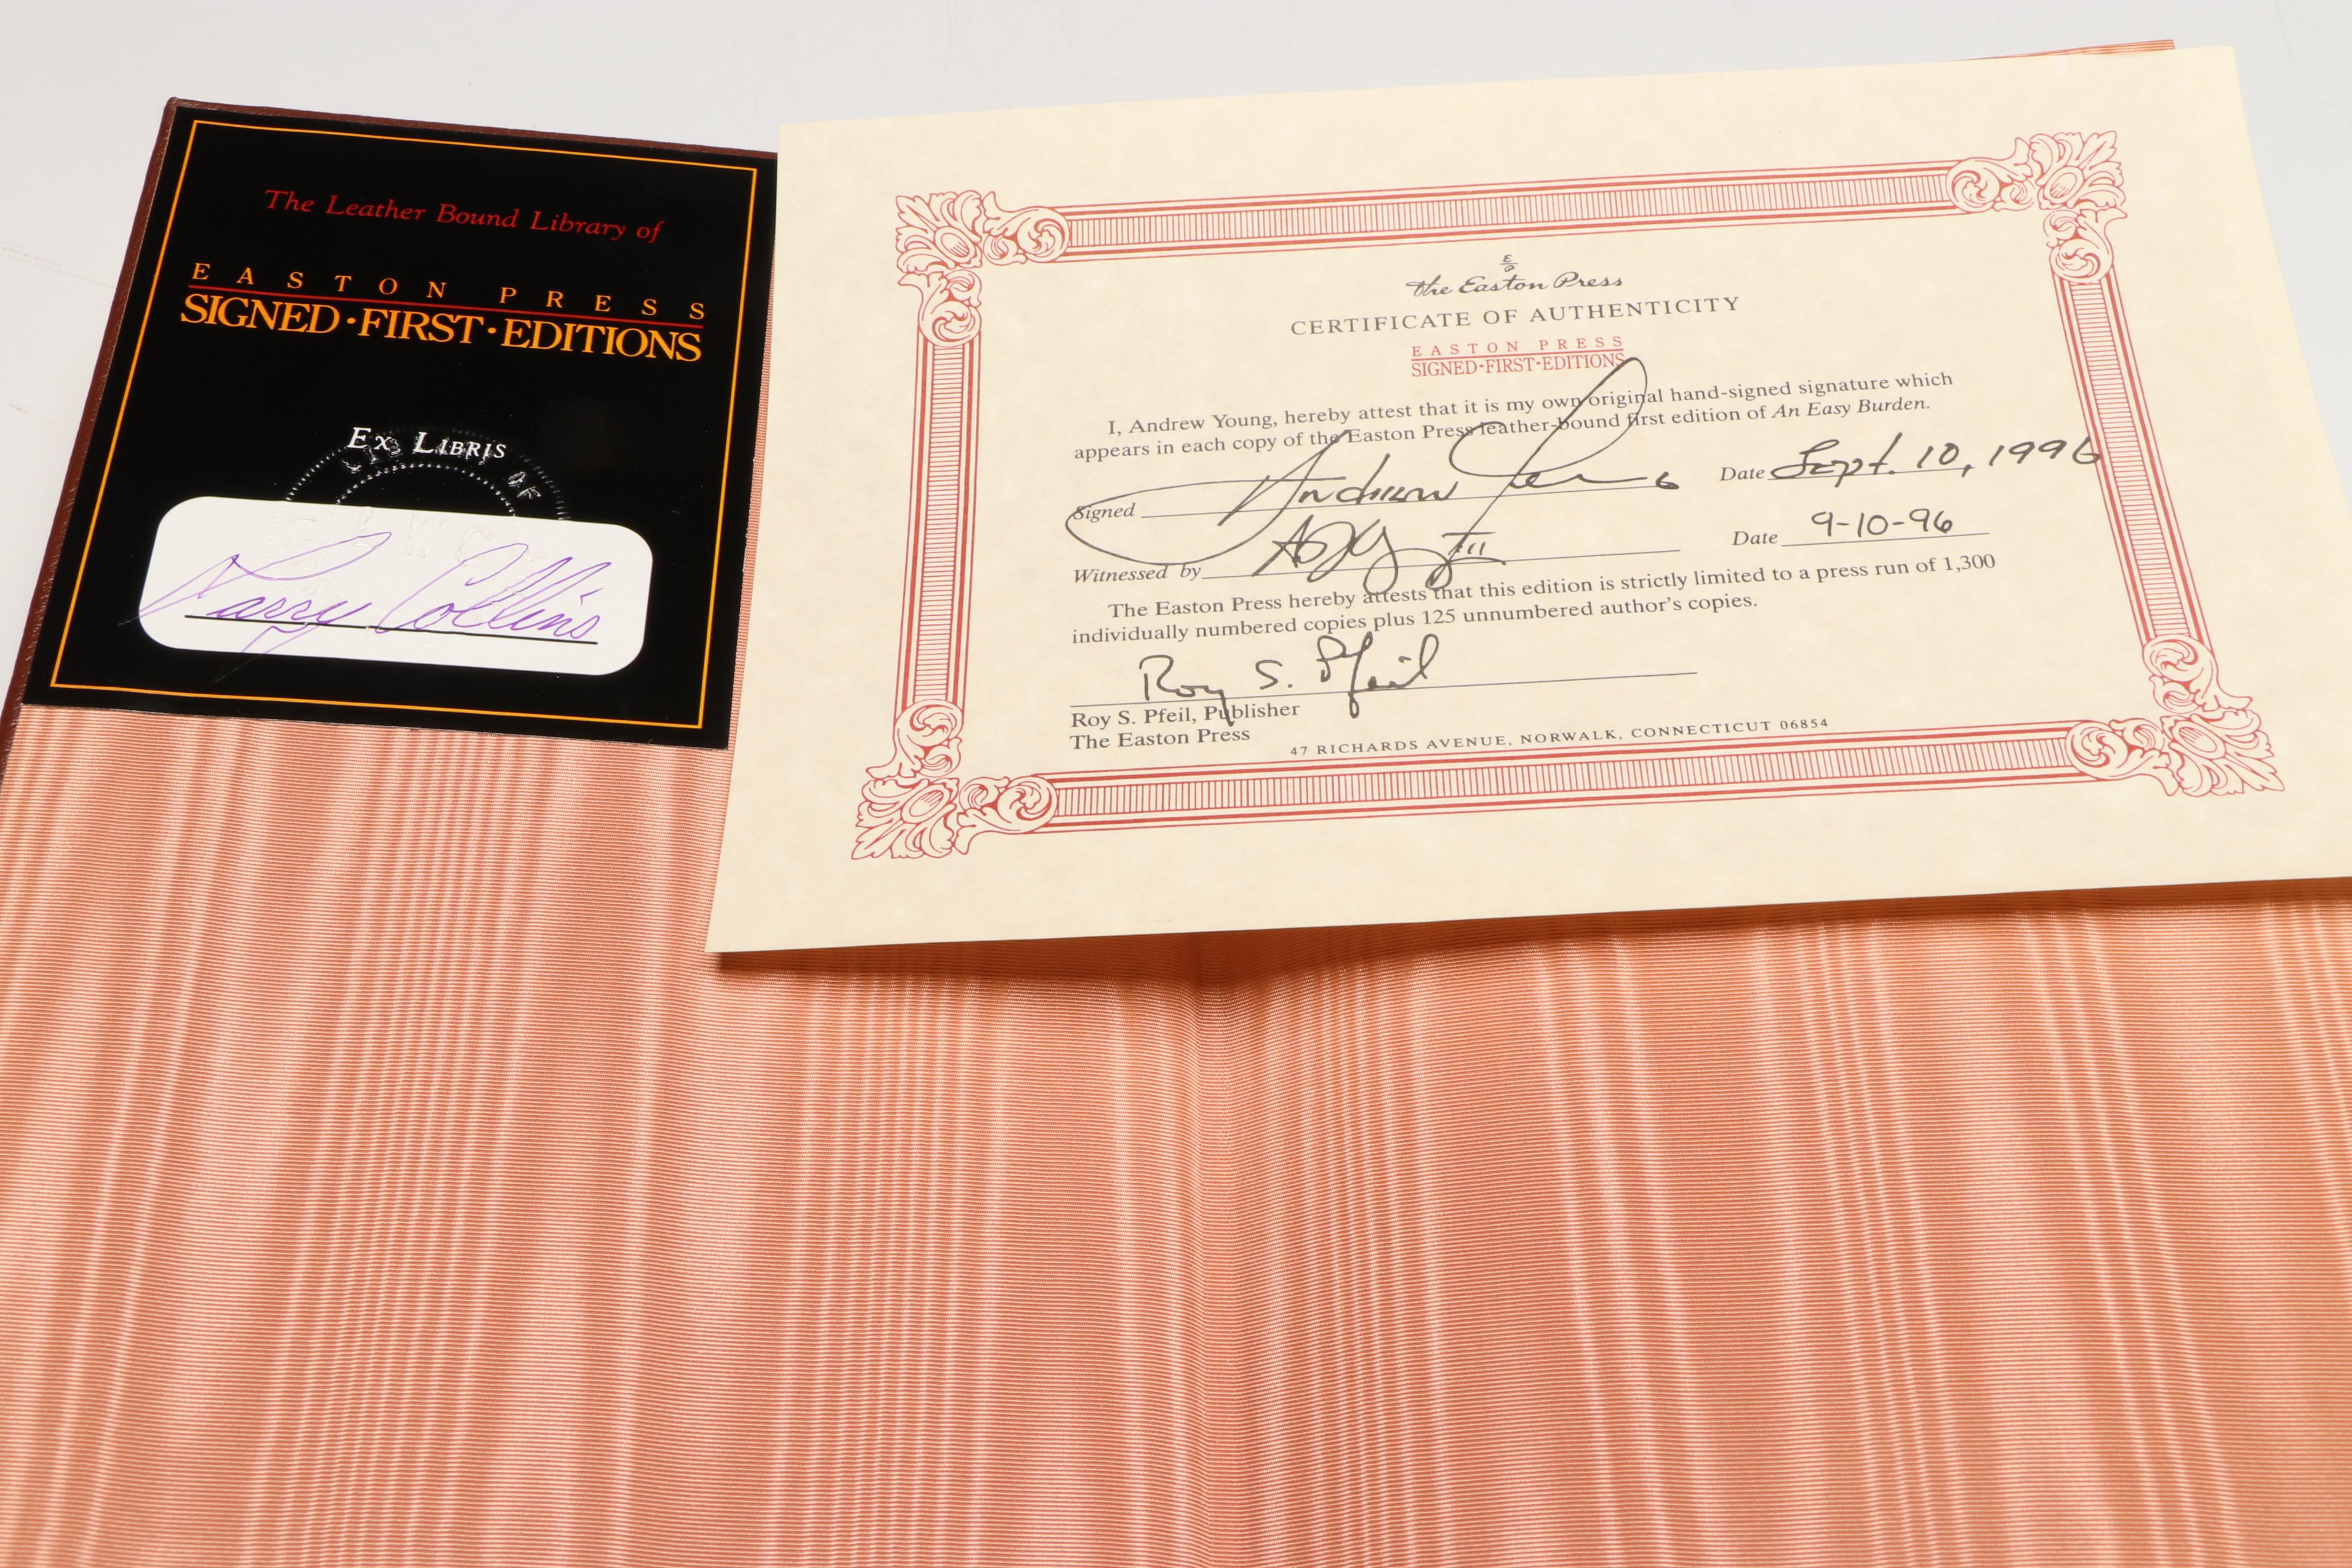 The Leather Bound Library of
EASTON PRESS
SIGNED·FIRST·EDITIONS
EX LIBRIS
LIBRARY OF
Larry Collins
E/P
the Easton Press
CERTIFICATE OF AUTHENTICITY
EASTON PRESS
SIGNED·FIRST·EDITIONS
I, Andrew Young, hereby attest that it is my own original hand-signed signature which
appears in each copy of the Easton Press leather-bound first edition of An Easy Burden.
Signed Andrew Young Date Sept. 10, 1996
Witnessed by III Date 9-10-96
The Easton Press hereby attests that this edition is strictly limited to a press run of 1,300
individually numbered copies plus 125 unnumbered author's copies.
Roy S. Pfeil
Roy S. Pfeil, Publisher
The Easton Press
47 RICHARDS AVENUE, NORWALK, CONNECTICUT 06854